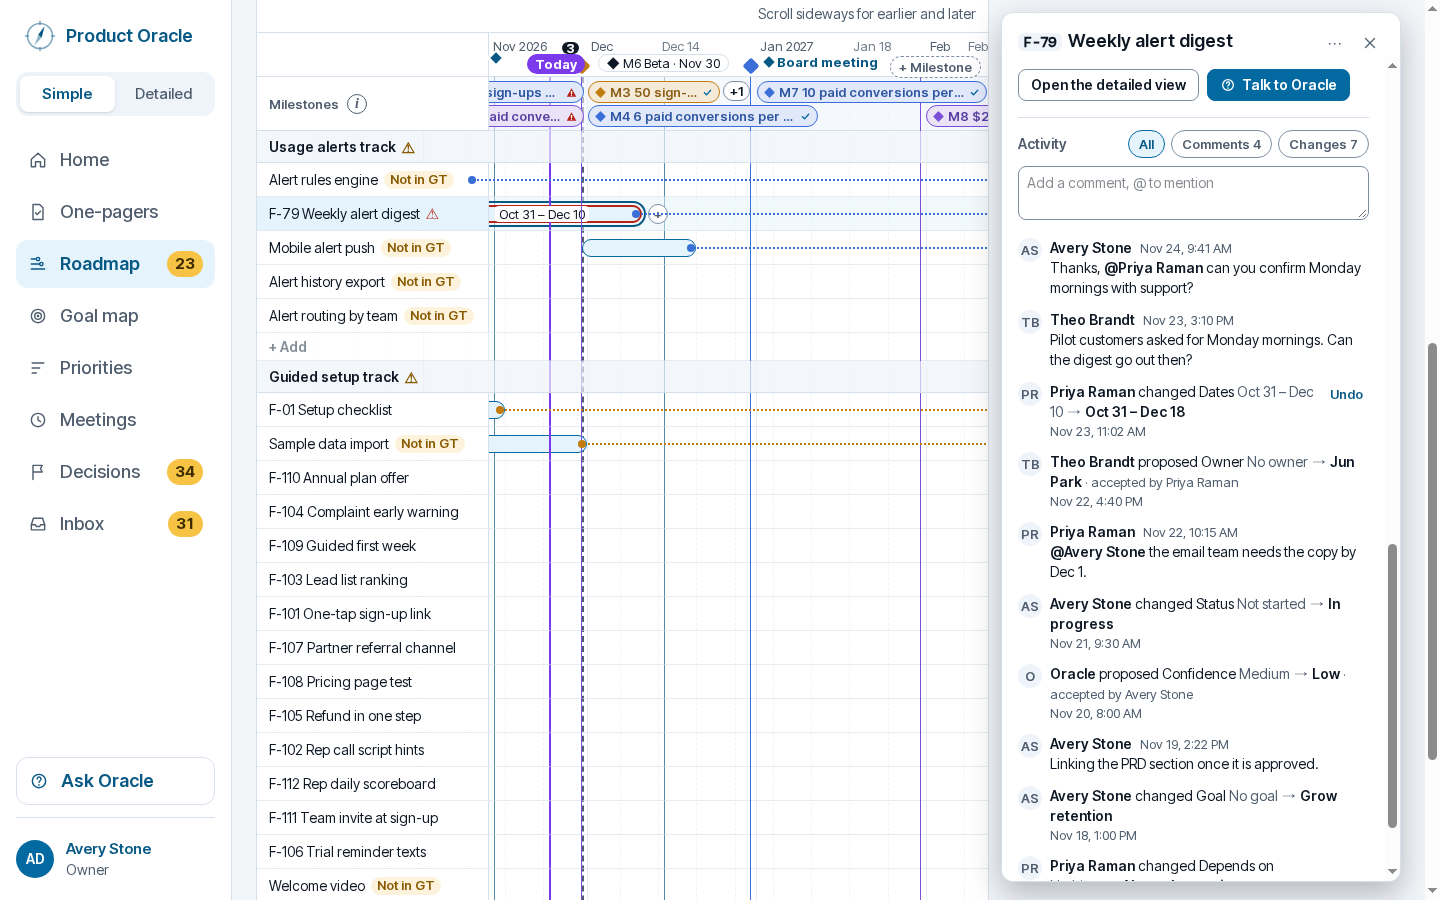 Product Oracle
Simple
Detailed
Home
One-pagers
Roadmap 23
Goal map
Priorities
Meetings
Decisions 34
Inbox 31
Ask Oracle
AD
Avery Stone
Owner
Scroll sideways for earlier and later
Nov 2026
3
Dec
Dec 14
Jan 2027
Jan 18
Feb
Feb
Today
M6 Beta · Nov 30
Board meeting
+ Milestone
Milestones i
sign-ups ...
M3 50 sign-...
+1
M7 10 paid conversions per...
aid conve...
M4 6 paid conversions per ...
M8 $2
Usage alerts track
Alert rules engine Not in GT
F-79 Weekly alert digest
Oct 31 – Dec 10
Mobile alert push Not in GT
Alert history export Not in GT
Alert routing by team Not in GT
+ Add
Guided setup track
F-01 Setup checklist
Sample data import Not in GT
F-110 Annual plan offer
F-104 Complaint early warning
F-109 Guided first week
F-103 Lead list ranking
F-101 One-tap sign-up link
F-107 Partner referral channel
F-108 Pricing page test
F-105 Refund in one step
F-102 Rep call script hints
F-112 Rep daily scoreboard
F-111 Team invite at sign-up
F-106 Trial reminder texts
Welcome video Not in GT
F-79 Weekly alert digest
Open the detailed view
Talk to Oracle
Activity
All
Comments 4
Changes 7
Add a comment, @ to mention
AS Avery Stone Nov 24, 9:41 AM
Thanks, @Priya Raman can you confirm Monday
mornings with support?
TB Theo Brandt Nov 23, 3:10 PM
Pilot customers asked for Monday mornings. Can
the digest go out then?
PR Priya Raman changed Dates Oct 31 – Dec
10 → Oct 31 – Dec 18
Undo
Nov 23, 11:02 AM
TB Theo Brandt proposed Owner No owner → Jun
Park · accepted by Priya Raman
Nov 22, 4:40 PM
PR Priya Raman Nov 22, 10:15 AM
@Avery Stone the email team needs the copy by
Dec 1.
AS Avery Stone changed Status Not started → In
progress
Nov 21, 9:30 AM
O Oracle proposed Confidence Medium → Low ·
accepted by Avery Stone
Nov 20, 8:00 AM
AS Avery Stone Nov 19, 2:22 PM
Linking the PRD section once it is approved.
AS Avery Stone changed Goal No goal → Grow
retention
Nov 18, 1:00 PM
PR Priya Raman changed Depends on